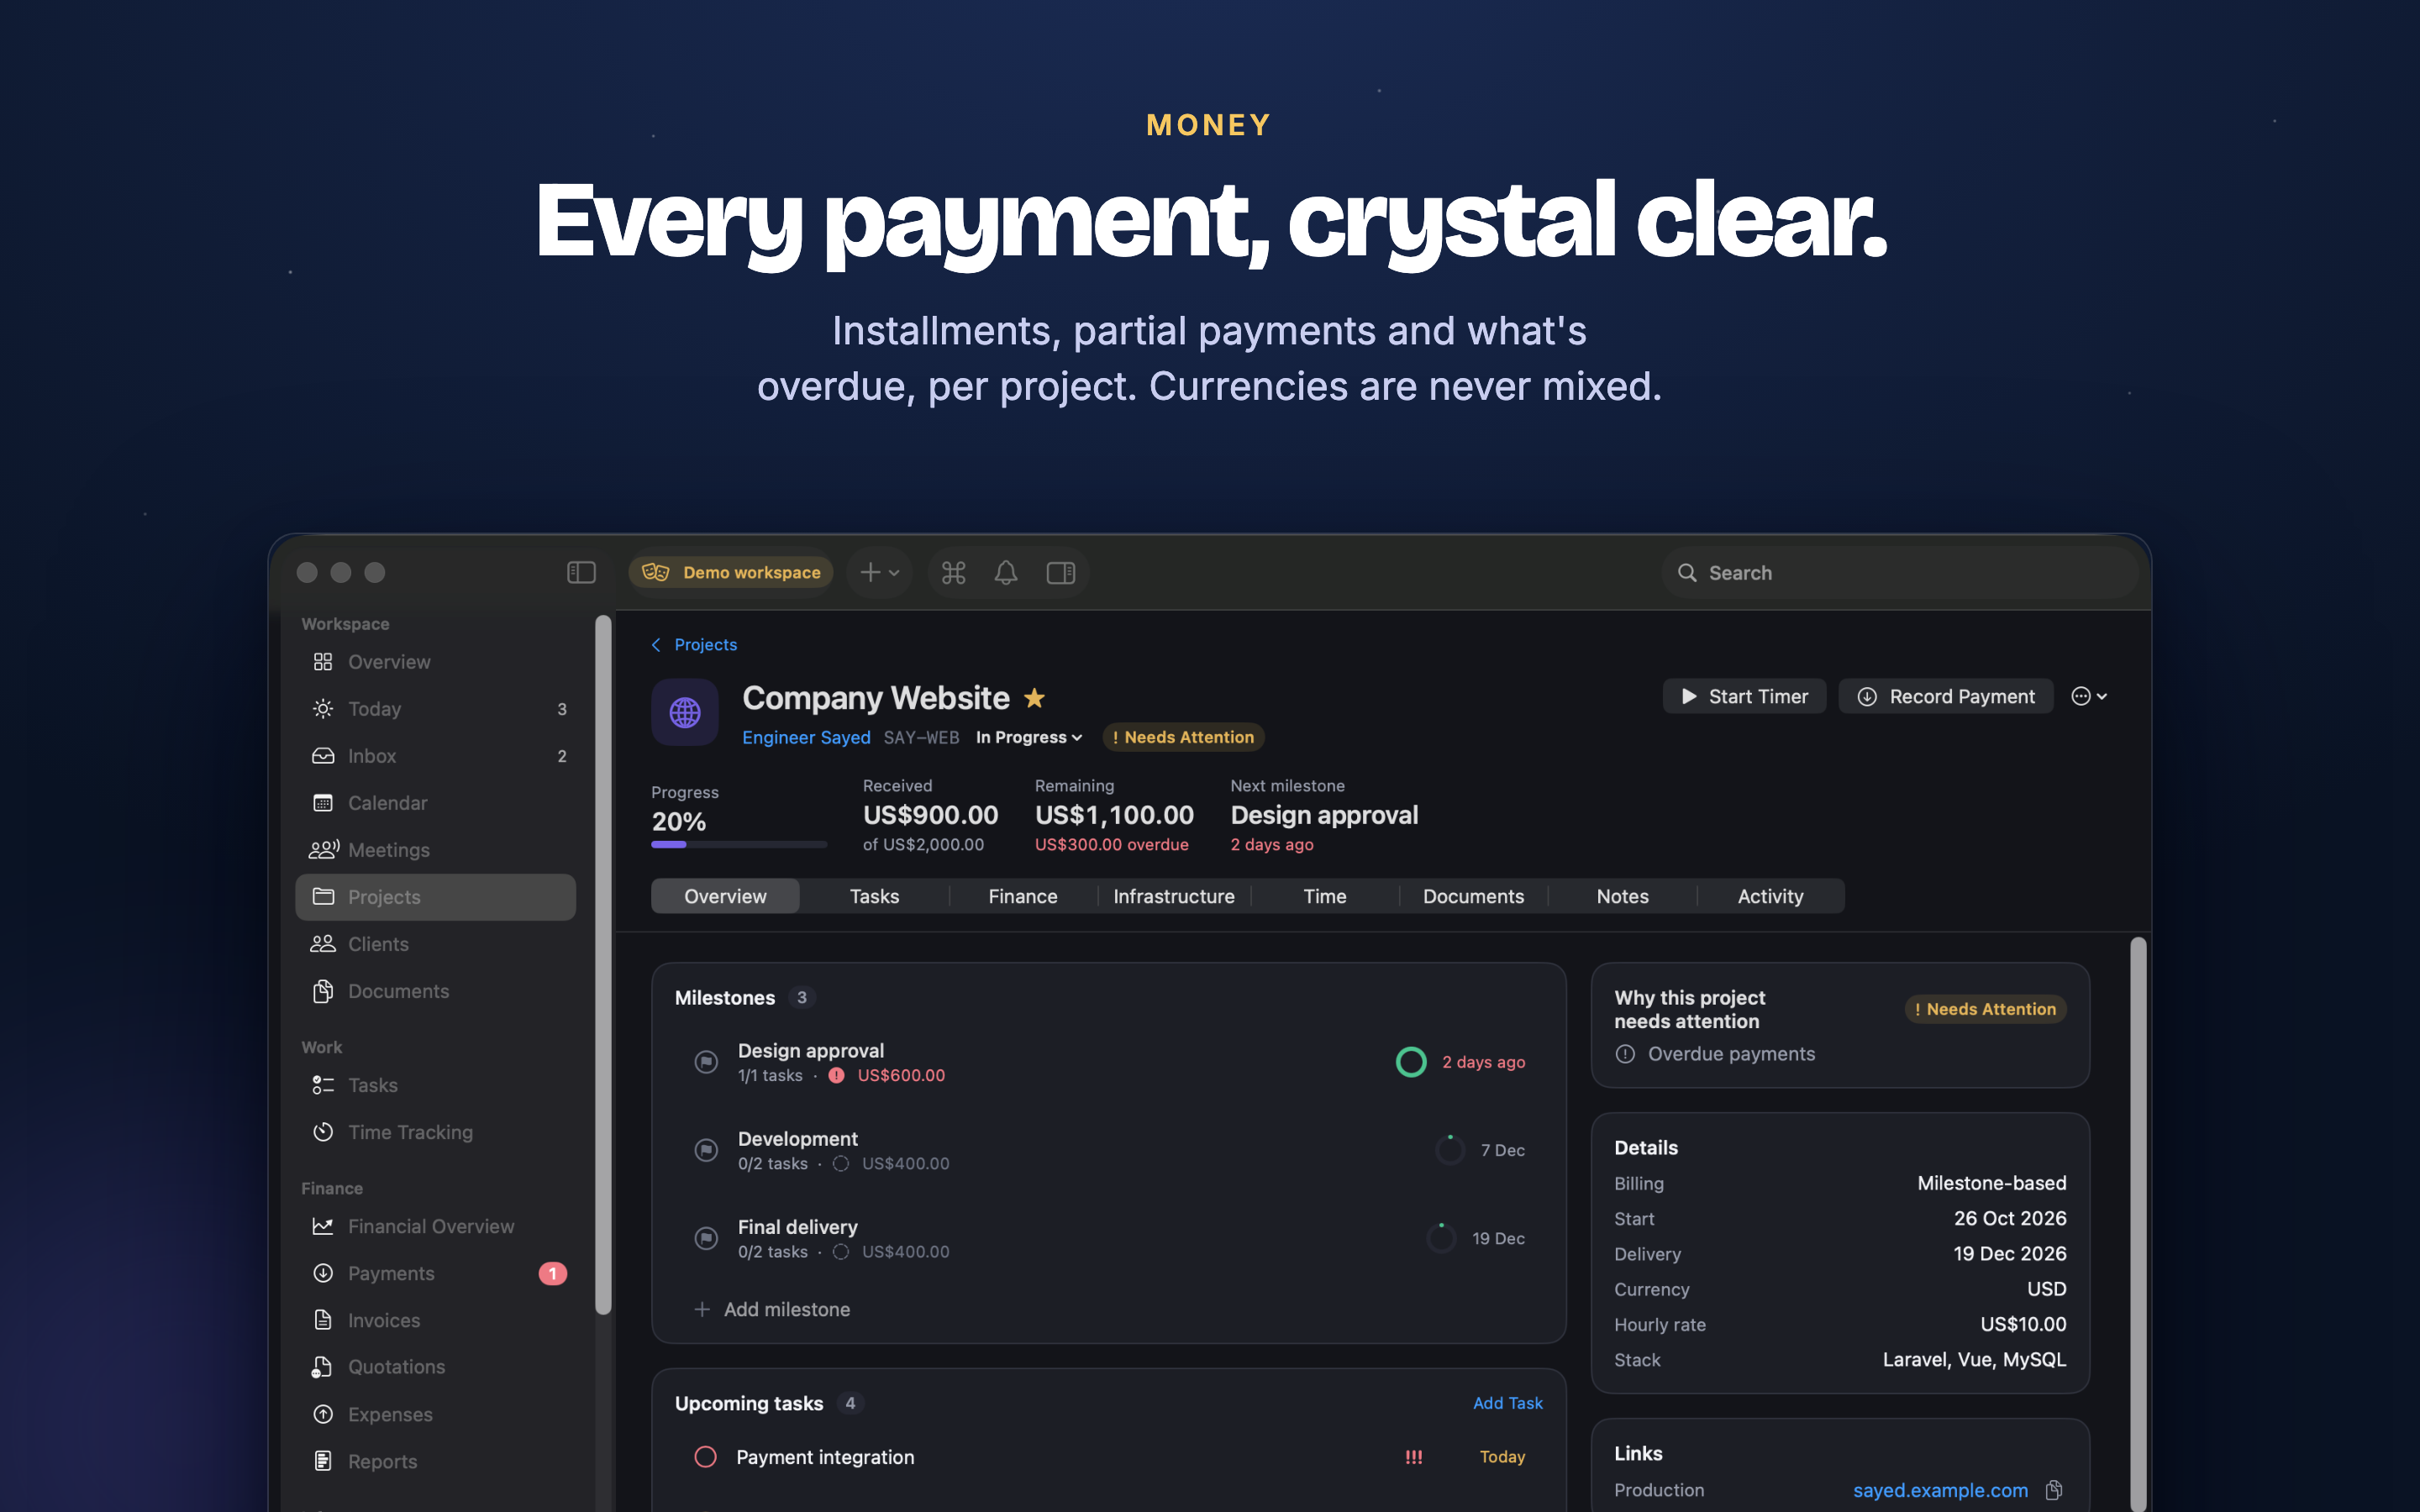 MONEY
Every payment, crystal clear.
Installments, partial payments and what's
overdue, per project. Currencies are never mixed.
Demo workspace
Search
Workspace
Overview
Today 3
Inbox 2
Calendar
Meetings
Projects
Clients
Documents
Work
Tasks
Time Tracking
Finance
Financial Overview
Payments 1
Invoices
Quotations
Expenses
Reports
Projects
Company Website
Start Timer
Record Payment
Engineer Sayed SAY-WEB In Progress ! Needs Attention
Progress
20%
Received
US$900.00
of US$2,000.00
Remaining
US$1,100.00
US$300.00 overdue
Next milestone
Design approval
2 days ago
Overview Tasks Finance Infrastructure Time Documents Notes Activity
Milestones 3
Design approval
1/1 tasks · ! US$600.00
2 days ago
Development
0/2 tasks · US$400.00
7 Dec
Final delivery
0/2 tasks · US$400.00
19 Dec
+ Add milestone
Upcoming tasks 4
Add Task
Payment integration !!! Today
Why this project
needs attention
! Needs Attention
Overdue payments
Details
Billing Milestone-based
Start 26 Oct 2026
Delivery 19 Dec 2026
Currency USD
Hourly rate US$10.00
Stack Laravel, Vue, MySQL
Links
Production sayed.example.com